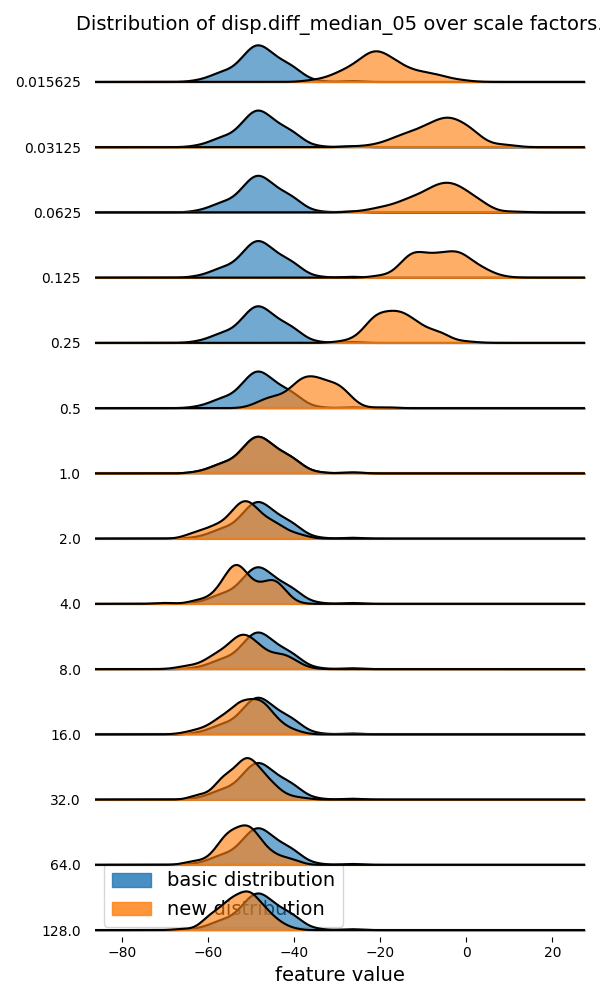 Distribution of disp.diff_median_05 over scale factors.
0.015625
0.03125
0.0625
0.125
0.25
0.5
1.0
2.0
4.0
8.0
16.0
32.0
64.0
basic distribution
new distribution
128.0
−80 −60 −40 −20 0 20
feature value